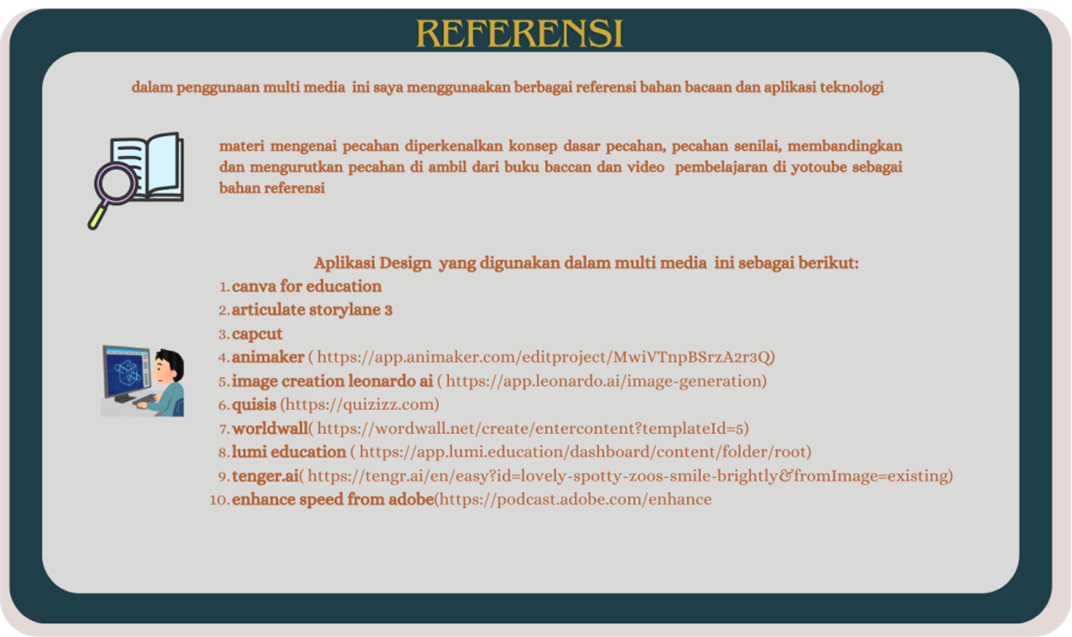 REFERENSI
dalam penggunaan multi media ini saya menggunaakan berbagai referensi bahan bacaan dan aplikasi teknologi
materi mengenai pecahan diperkenalkan konsep dasar pecahan, pecahan senilai, membandingkan
dan mengurutkan pecahan di ambil dari buku baccan dan video pembelajaran di yotoube sebagai
bahan referensi
Aplikasi Design yang digunakan dalam multi media ini sebagai berikut:
1. canva for education
2. articulate storylane 3
3. capcut
4. animaker ( https://app.animaker.com/editproject/MwiVTnpBSrzA2r3Q)
5. image creation leonardo ai ( https://app.leonardo.ai/image-generation)
6. quisis (https://quizizz.com)
7. worldwall( https://wordwall.net/create/entercontent?templateId=5)
8. lumi education ( https://app.lumi.education/dashboard/content/folder/root)
9. tenger.ai( https://tengr.ai/en/easy?id=lovely-spotty-zoos-smile-brightly&fromImage=existing)
10. enhance speed from adobe(https://podcast.adobe.com/enhance